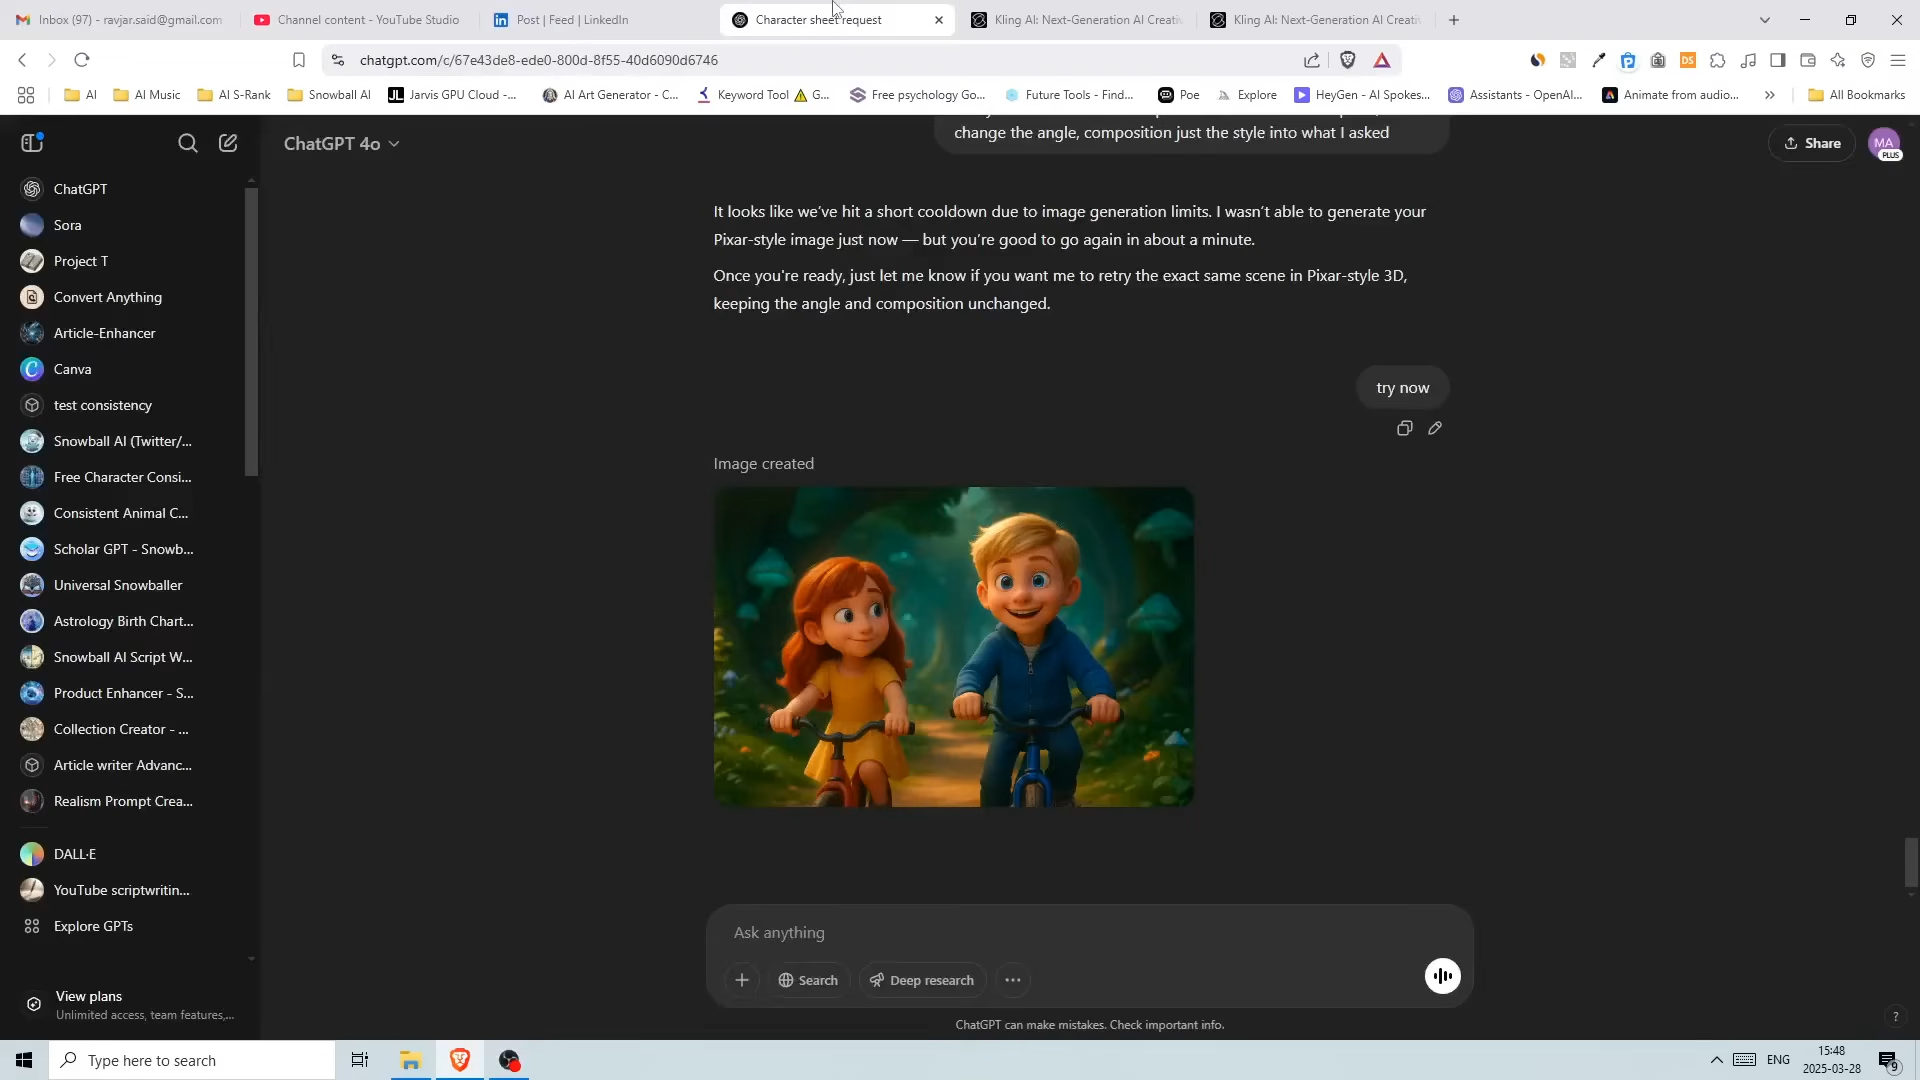 Inbox (97) - ravjar.said@gmail.com
Channel content - YouTube Studio
Post | Feed | LinkedIn
Character sheet request
Kling AI: Next-Generation AI Creati
Kling AI: Next-Generation AI Creati
chatgpt.com/c/67e43de8-ede0-800d-8f55-40d6090d6746
AI
AI Music
AI S-Rank
Snowball AI
Jarvis GPU Cloud -...
AI Art Generator - C...
Keyword Tool ⚠ G...
Free psychology Go...
Future Tools - Find...
Poe
Explore
HeyGen - AI Spokes...
Assistants - OpenAI...
Animate from audio...
All Bookmarks
ChatGPT 4o
Share
MA
PLUS
ChatGPT
Sora
Project T
Convert Anything
Article-Enhancer
Canva
test consistency
Snowball AI (Twitter/...
Free Character Consi...
Consistent Animal C...
Scholar GPT - Snowb...
Universal Snowballer
Astrology Birth Chart...
Snowball AI Script W...
Product Enhancer - S...
Collection Creator - ...
Article writer Advanc...
Realism Prompt Crea...
DALL·E
YouTube scriptwritin...
Explore GPTs
View plans
Unlimited access, team features,...
change the angle, composition just the style into what I asked
It looks like we've hit a short cooldown due to image generation limits. I wasn't able to generate your
Pixar-style image just now — but you're good to go again in about a minute.
Once you're ready, just let me know if you want me to retry the exact same scene in Pixar-style 3D,
keeping the angle and composition unchanged.
try now
Image created
Ask anything
Search
Deep research
ChatGPT can make mistakes. Check important info.
?
Type here to search
ENG
15:48
2025-03-28
9